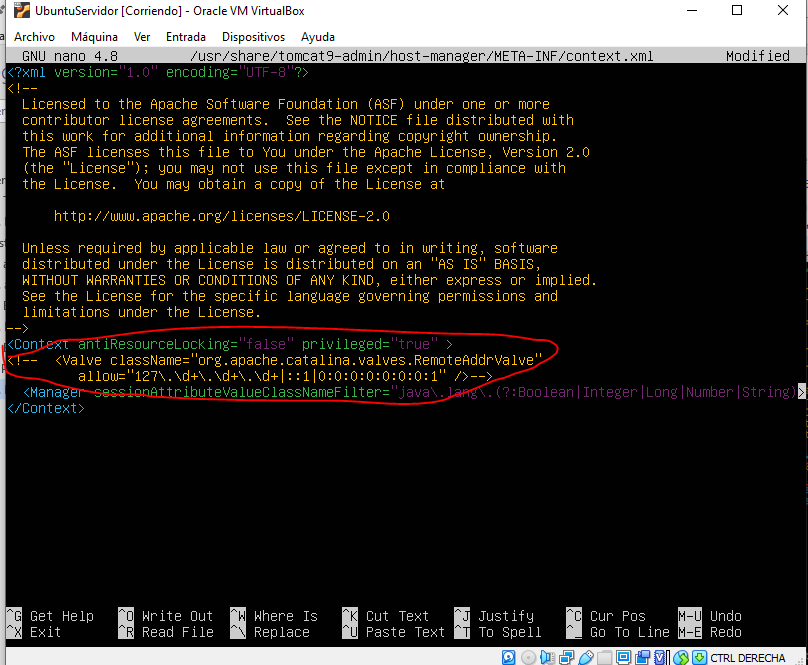 UbuntuServidor [Corriendo] - Oracle VM VirtualBox
Archivo Máquina Ver Entrada Dispositivos Ayuda
GNU nano 4.8 /usr/share/tomcat9-admin/host-manager/META-INF/context.xml Modified
<?xml version="1.0" encoding="UTF-8"?>
<!--
Licensed to the Apache Software Foundation (ASF) under one or more
contributor license agreements. See the NOTICE file distributed with
this work for additional information regarding copyright ownership.
The ASF licenses this file to You under the Apache License, Version 2.0
(the "License"); you may not use this file except in compliance with
the License. You may obtain a copy of the License at
http://www.apache.org/licenses/LICENSE-2.0
Unless required by applicable law or agreed to in writing, software
distributed under the License is distributed on an "AS IS" BASIS,
WITHOUT WARRANTIES OR CONDITIONS OF ANY KIND, either express or implied.
See the License for the specific language governing permissions and
limitations under the License.
-->
<Context antiResourceLocking="false" privileged="true" >
<!-- <Valve className="org.apache.catalina.valves.RemoteAddrValve"
allow="127\.\d+\.\d+\.\d+|::1|0:0:0:0:0:0:0:1" />-->
<Manager sessionAttributeValueClassNameFilter="java\.lang\.(?:Boolean|Integer|Long|Number|String)>
</Context>
^G Get Help ^O Write Out ^W Where Is ^K Cut Text ^J Justify ^C Cur Pos M-U Undo
^X Exit ^R Read File ^\ Replace ^U Paste Text ^T To Spell ^_ Go To Line M-E Redo
CTRL DERECHA